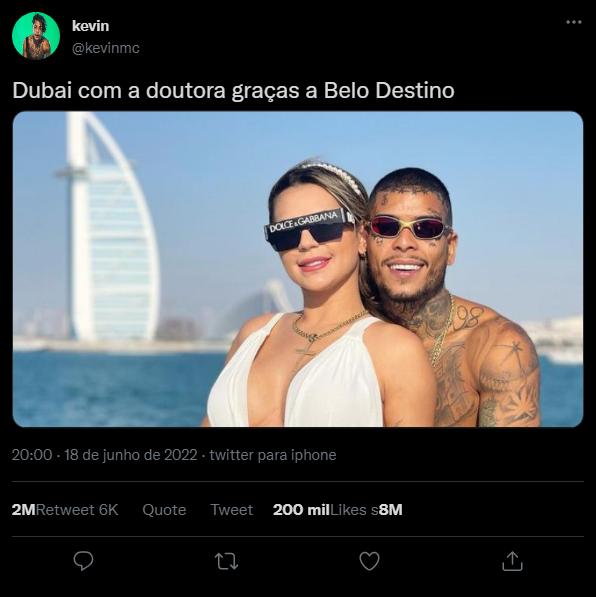 kevin
@kevinmc
Dubai com a doutora graças a Belo Destino
DOLCE & GABBANA
20:00 · 18 de junho de 2022 · twitter para iphone
2MRetweet 6K Quote Tweet 200 milLikes s8M